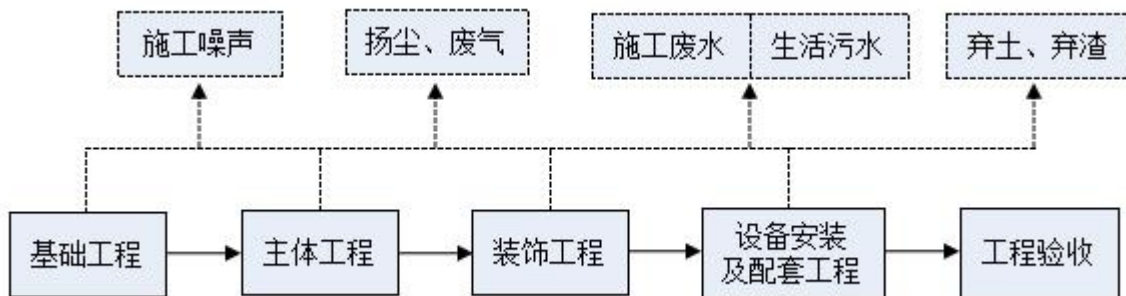 施工噪声
扬尘、废气
施工废水
生活污水
弃土、弃渣
基础工程
主体工程
装饰工程
设备安装
及配套工程
工程验收